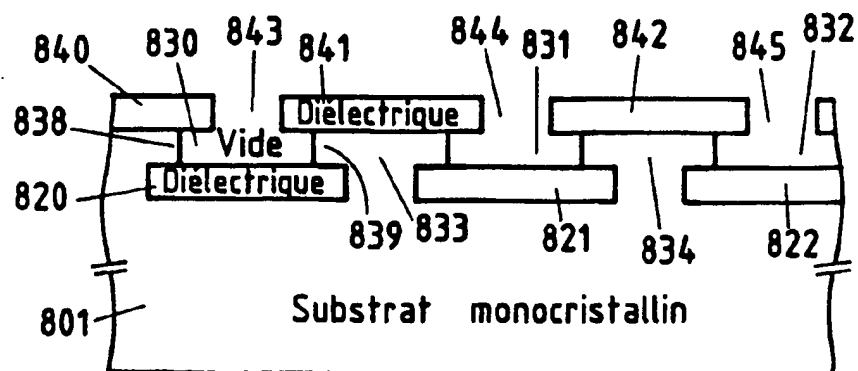 840 830 843 841 844 831 842 845 832
838 Vide Diélectrique
820 Diélectrique 839 833 821 834 822
801 Substrat monocristallin